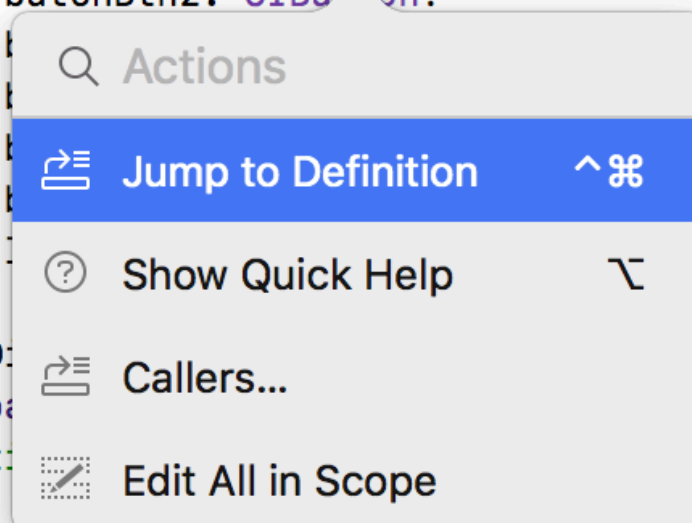 Actions
Jump to Definition ^⌘
Show Quick Help ⌥
Callers...
Edit All in Scope